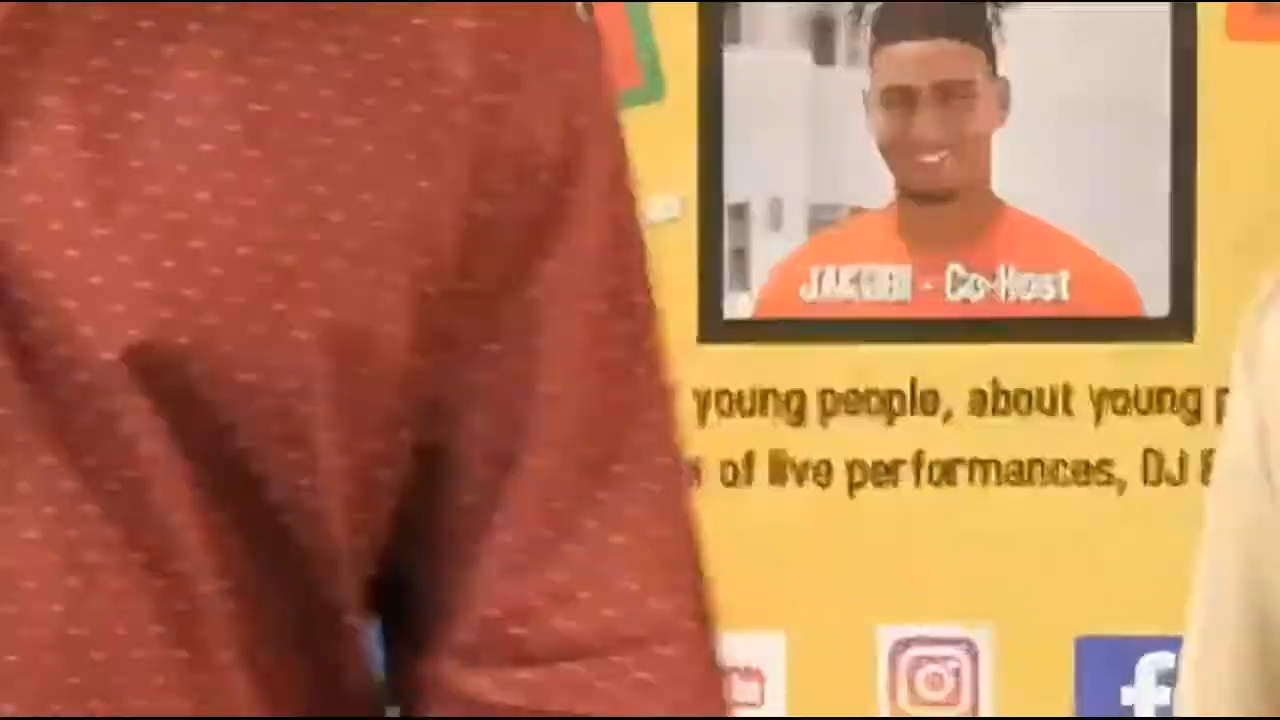 - Co-Host
young people, about young
of live performances, DJ